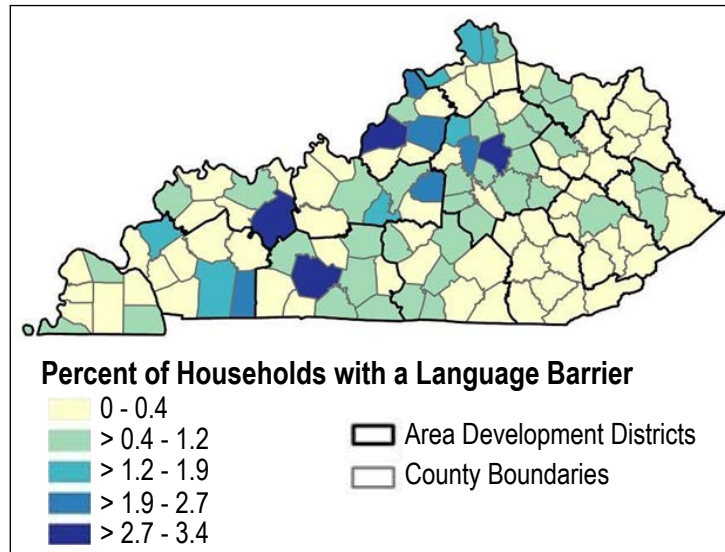 Percent of Households with a Language Barrier
0 - 0.4
> 0.4 - 1.2
> 1.2 - 1.9
> 1.9 - 2.7
> 2.7 - 3.4
Area Development Districts
County Boundaries